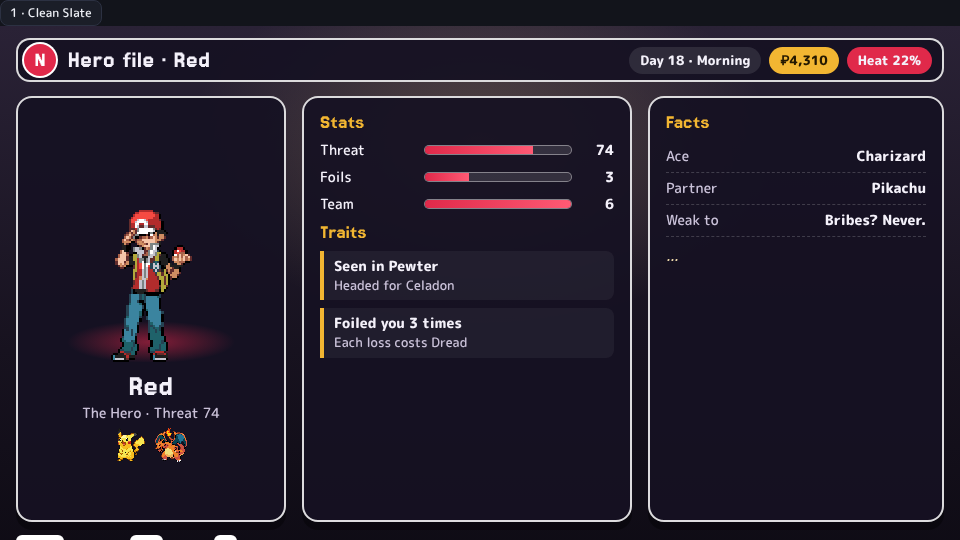 1 · Clean Slate
N
Hero file · Red
Day 18 · Morning
₽4,310
Heat 22%
Red
The Hero · Threat 74
Stats
Threat 74
Foils 3
Team 6
Traits
Seen in Pewter
Headed for Celadon
Foiled you 3 times
Each loss costs Dread
Facts
Ace Charizard
Partner Pikachu
Weak to Bribes? Never.
...